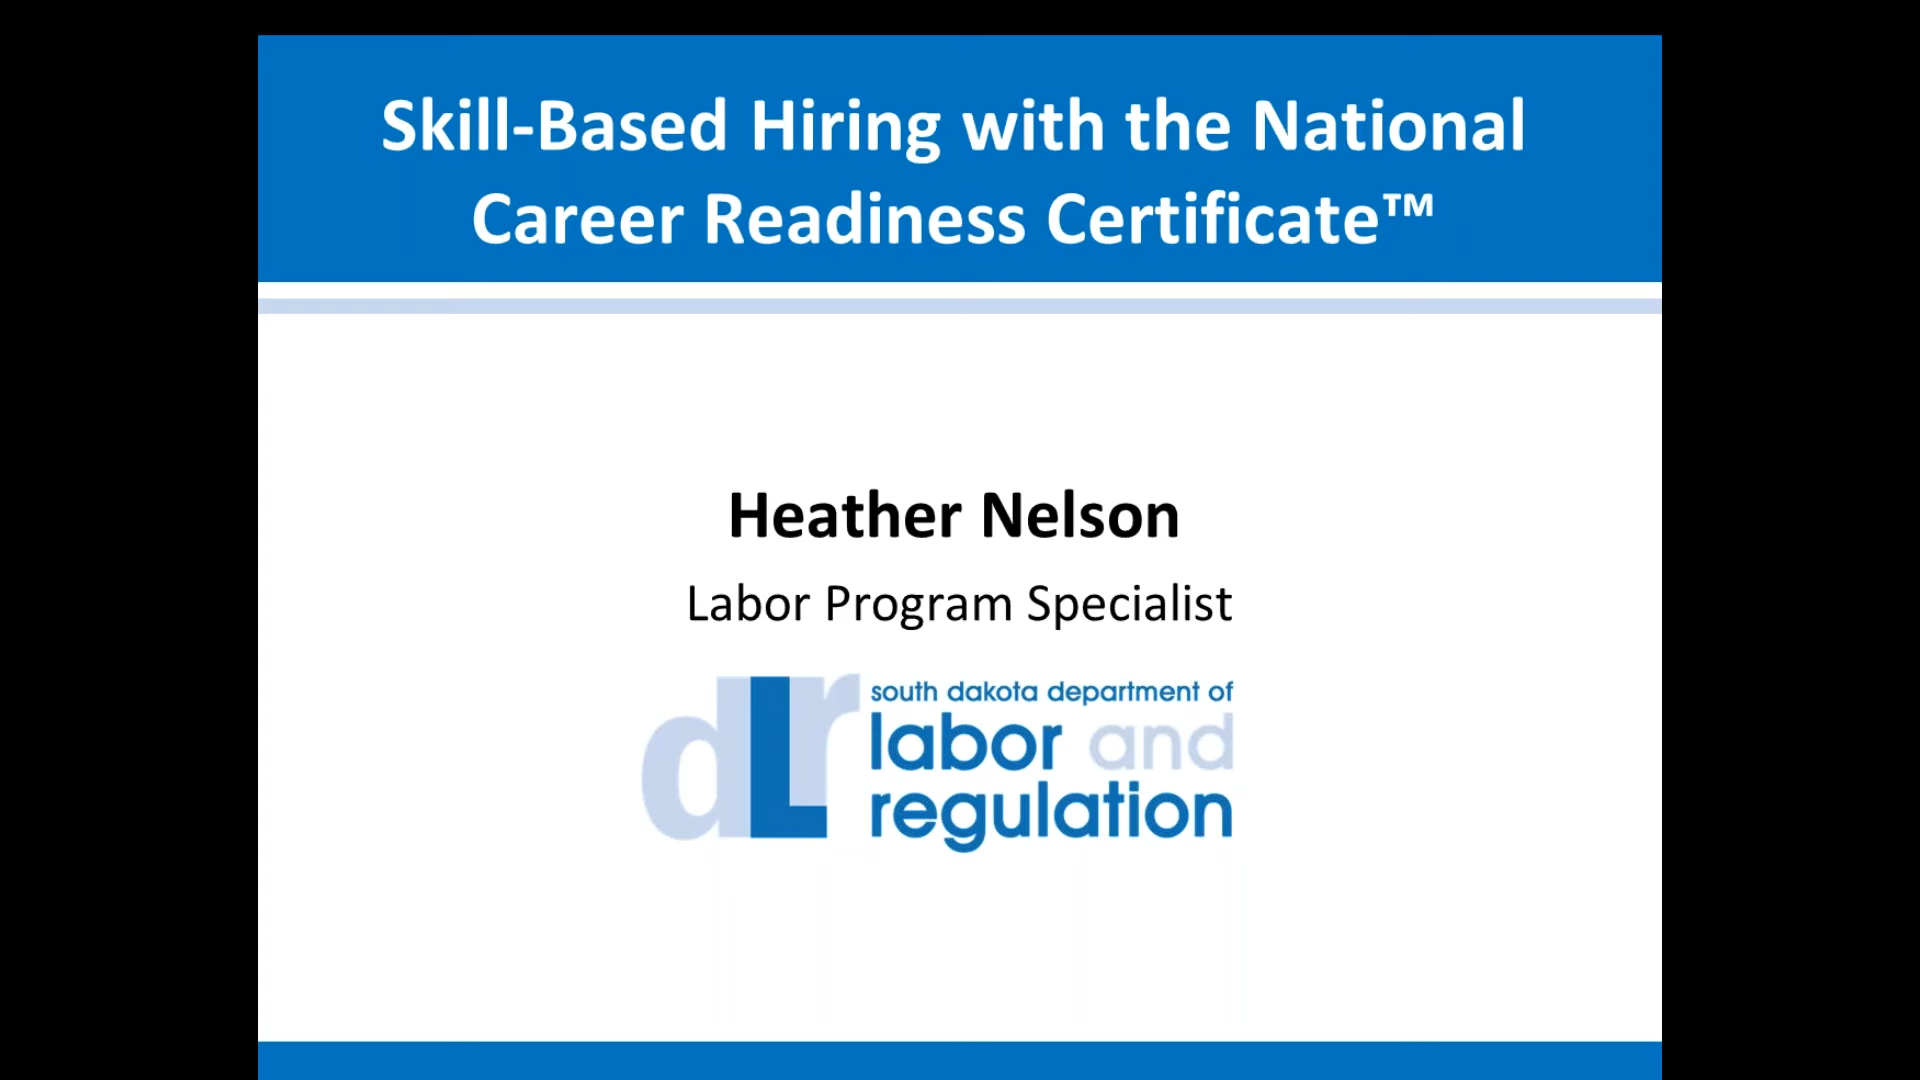 Skill-Based Hiring with the National
Career Readiness Certificate™
Heather Nelson
Labor Program Specialist
dLr
south dakota department of
labor and
regulation